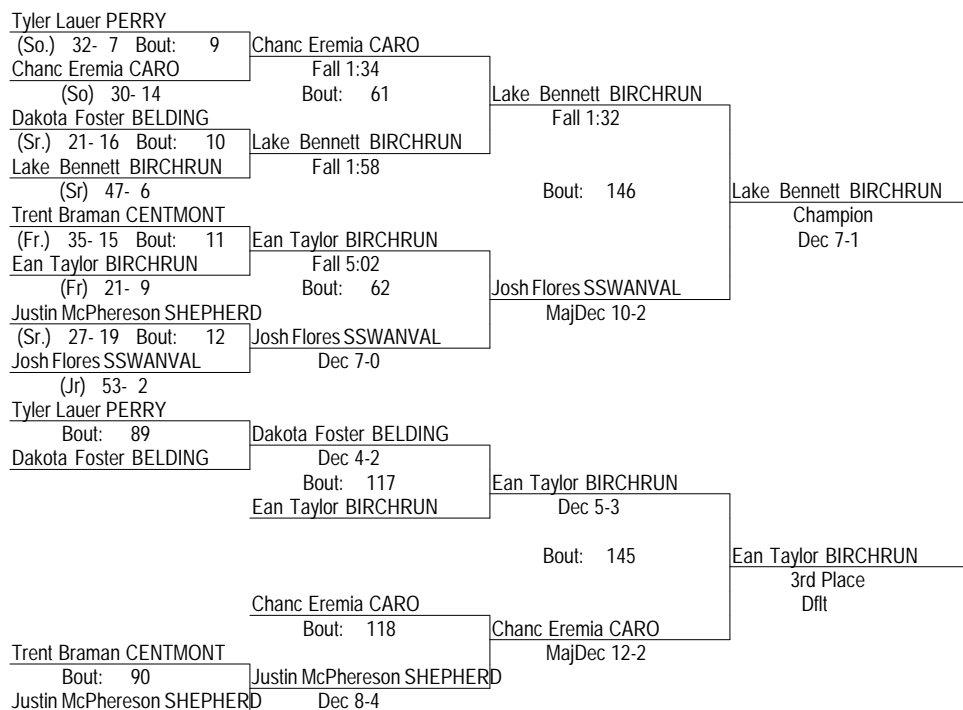 Tyler Lauer PERRY
(So.) 32- 7 Bout: 9
Chanc Eremia CARO
Chanc Eremia CARO
Fall 1:34
(So) 30- 14
Bout: 61
Lake Bennett BIRCHRUN
Dakota Foster BELDING
Fall 1:32
(Sr.) 21- 16 Bout: 10
Lake Bennett BIRCHRUN
Lake Bennett BIRCHRUN
Fall 1:58
(Sr) 47- 6
Bout: 146
Lake Bennett BIRCHRUN
Trent Braman CENTMONT
Champion
(Fr.) 35- 15 Bout: 11
Ean Taylor BIRCHRUN
Dec 7-1
Ean Taylor BIRCHRUN
Fall 5:02
(Fr) 21- 9
Bout: 62
Josh Flores SSWANVAL
Justin McPhereson SHEPHERD
MajDec 10-2
(Sr.) 27- 19 Bout: 12
Josh Flores SSWANVAL
Josh Flores SSWANVAL
Dec 7-0
(Jr) 53- 2
Tyler Lauer PERRY
Bout: 89
Dakota Foster BELDING
Dakota Foster BELDING
Dec 4-2
Bout: 117
Ean Taylor BIRCHRUN
Ean Taylor BIRCHRUN
Dec 5-3
Bout: 145
Ean Taylor BIRCHRUN
3rd Place
Dflt
Chanc Eremia CARO
Bout: 118
Chanc Eremia CARO
Trent Braman CENTMONT
MajDec 12-2
Bout: 90
Justin McPhereson SHEPHERD
Justin McPhereson SHEPHERD
Dec 8-4